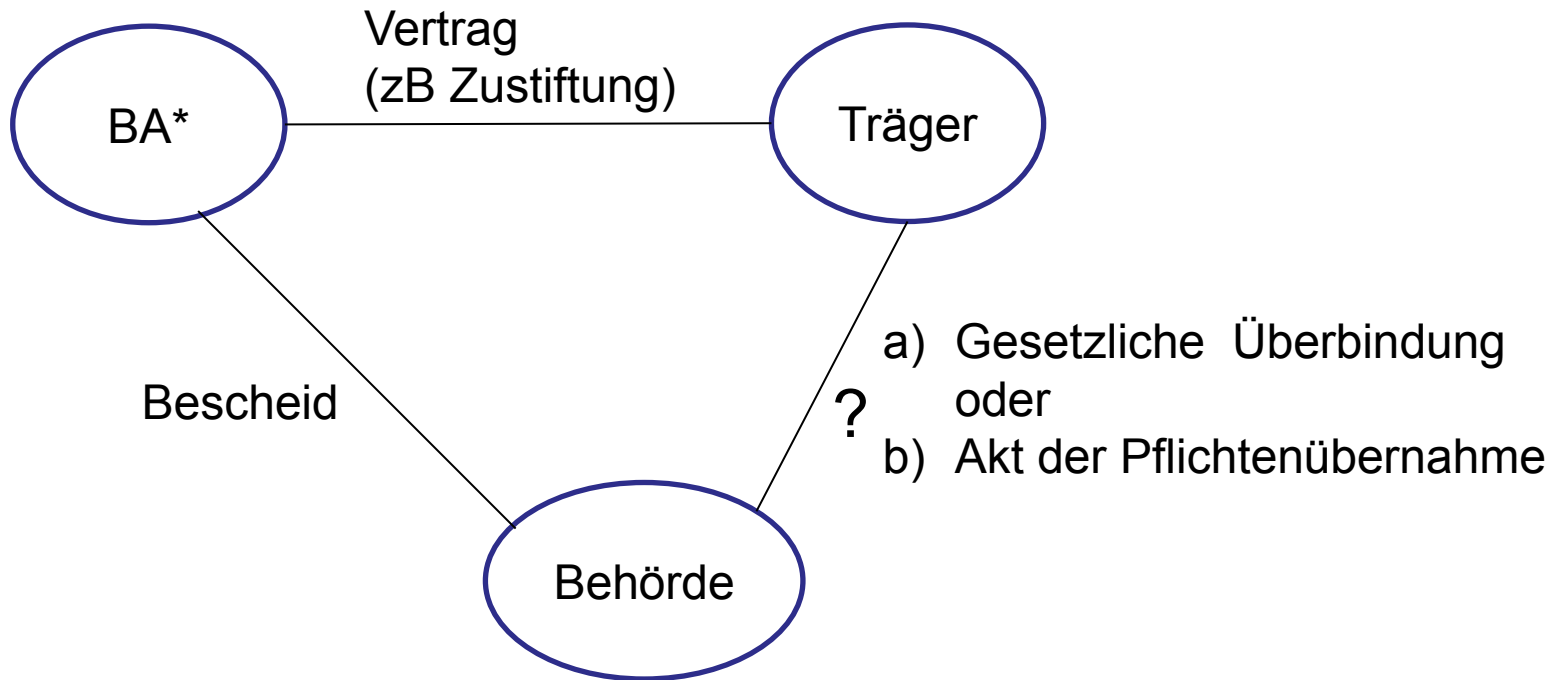 Vertrag
(zB Zustiftung)
BA*
Träger
a) Gesetzliche Überbindung
oder
b) Akt der Pflichtenübernahme
?
Bescheid
Behörde